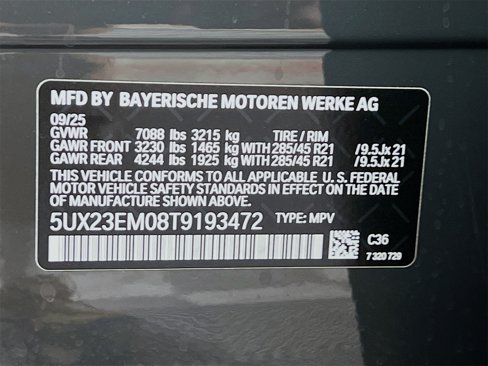 MFD BY BAYERISCHE MOTOREN WERKE AG
09/25
GVWR 7088 lbs 3215 kg TIRE / RIM
GAWR FRONT 3230 lbs 1465 kg WITH 285/45 R21 /9.5Jx21
GAWR REAR 4244 lbs 1925 kg WITH 285/45 R21 /9.5Jx21
THIS VEHICLE CONFORMS TO ALL APPLICABLE U. S. FEDERAL
MOTOR VEHICLE SAFETY STANDARDS IN EFFECT ON THE
DATE OF MANUFACTURE SHOWN ABOVE.
5UX23EM08T9193472 TYPE: MPV
C36
7 320 729